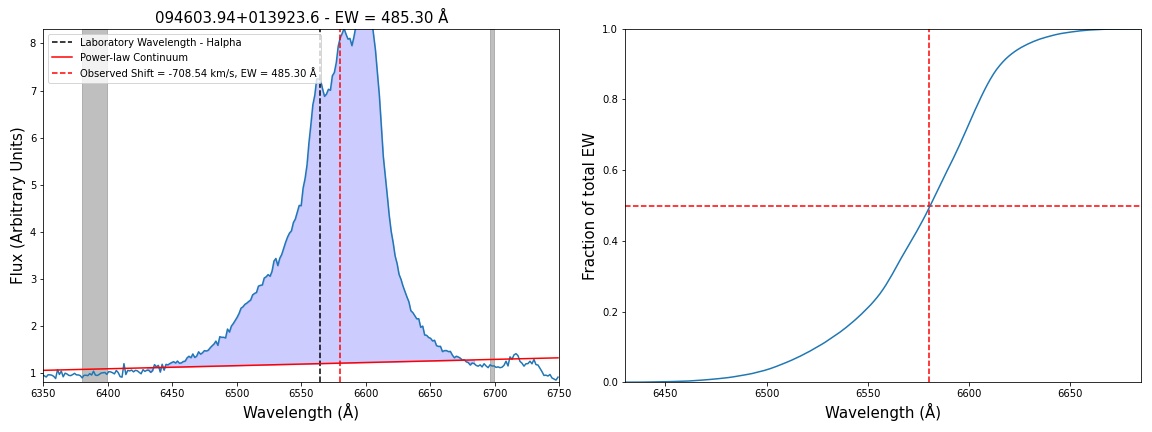 094603.94+013923.6 - EW = 485.30 Å
Laboratory Wavelength - Halpha
Power-law Continuum
Observed Shift = -708.54 km/s, EW = 485.30 Å
Flux (Arbitrary Units)
8
7
6
5
4
3
2
1
6350 6400 6450 6500 6550 6600 6650 6700 6750
Wavelength (Å)
Fraction of total EW
1.0
0.8
0.6
0.4
0.2
0.0
6450 6500 6550 6600 6650
Wavelength (Å)